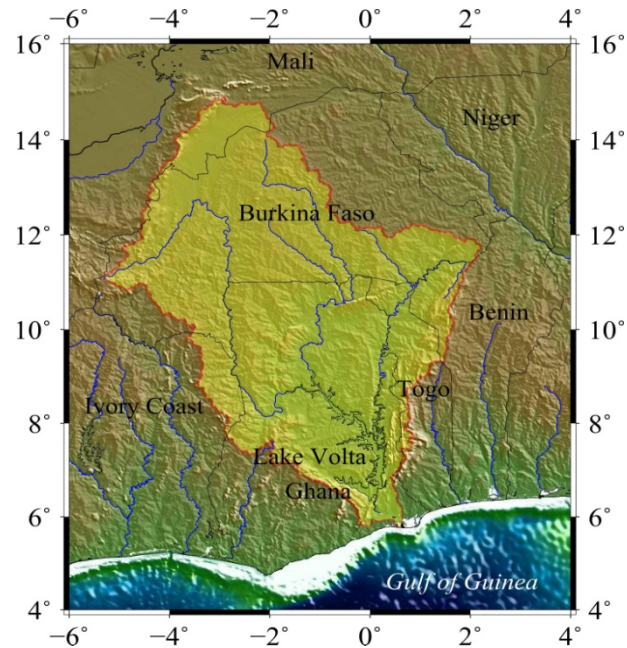 −6° −4° −2° 0° 2° 4°
16° 16°
Mali
Niger
14° 14°
Burkina Faso
12° 12°
Benin
10° 10°
Togo
Ivory Coast
8° 8°
Lake Volta
Ghana
6° 6°
Gulf of Guinea
4° 4°
−6° −4° −2° 0° 2° 4°